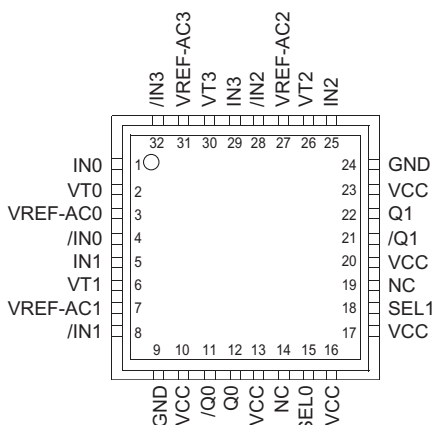 /IN3 VREF-AC3 VT3 IN3 /IN2 VREF-AC2 VT2 IN2
32 31 30 29 28 27 26 25
IN0 1 24 GND
VT0 2 23 VCC
VREF-AC0 3 22 Q1
/IN0 4 21 /Q1
IN1 5 20 VCC
VT1 6 19 NC
VREF-AC1 7 18 SEL1
/IN1 8 17 VCC
9 10 11 12 13 14 15 16
GND VCC /Q0 Q0 VCC NC SEL0 VCC